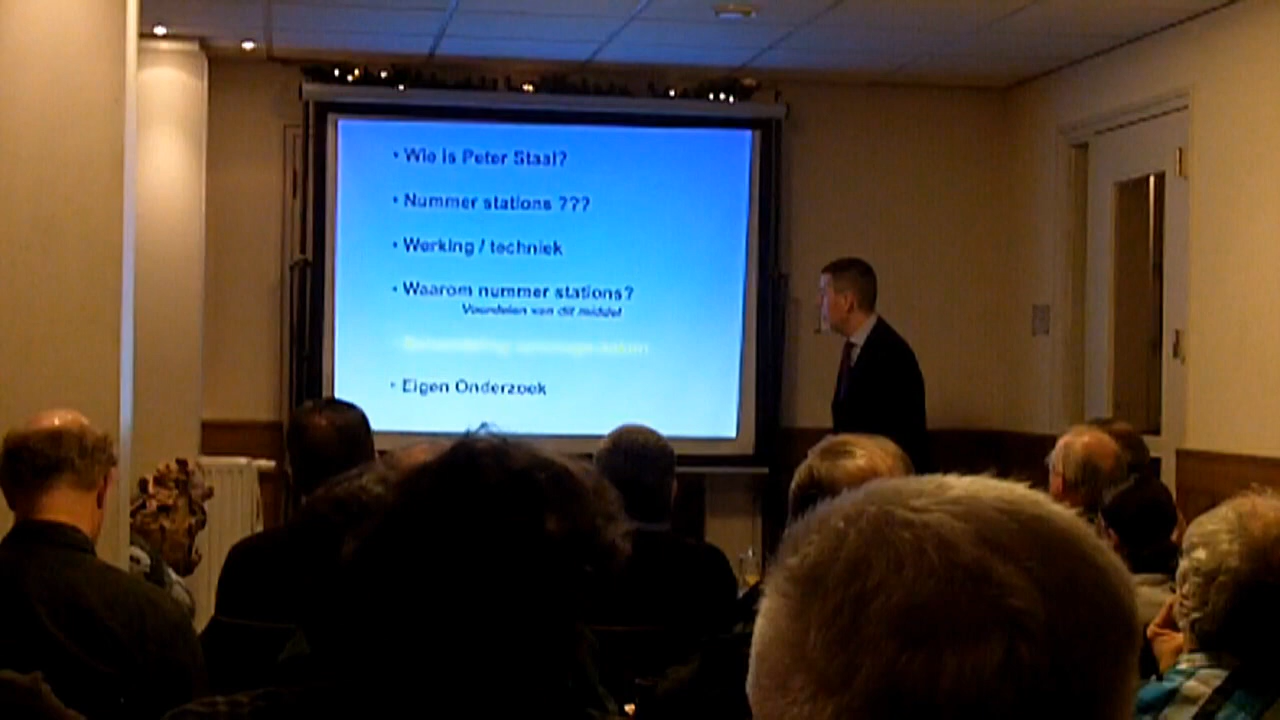 • Wie is Peter Staal?
• Nummer stations ???
• Werking / techniek
• Waarom nummer stations?
Voordelen van dit middel
• Eigen Onderzoek